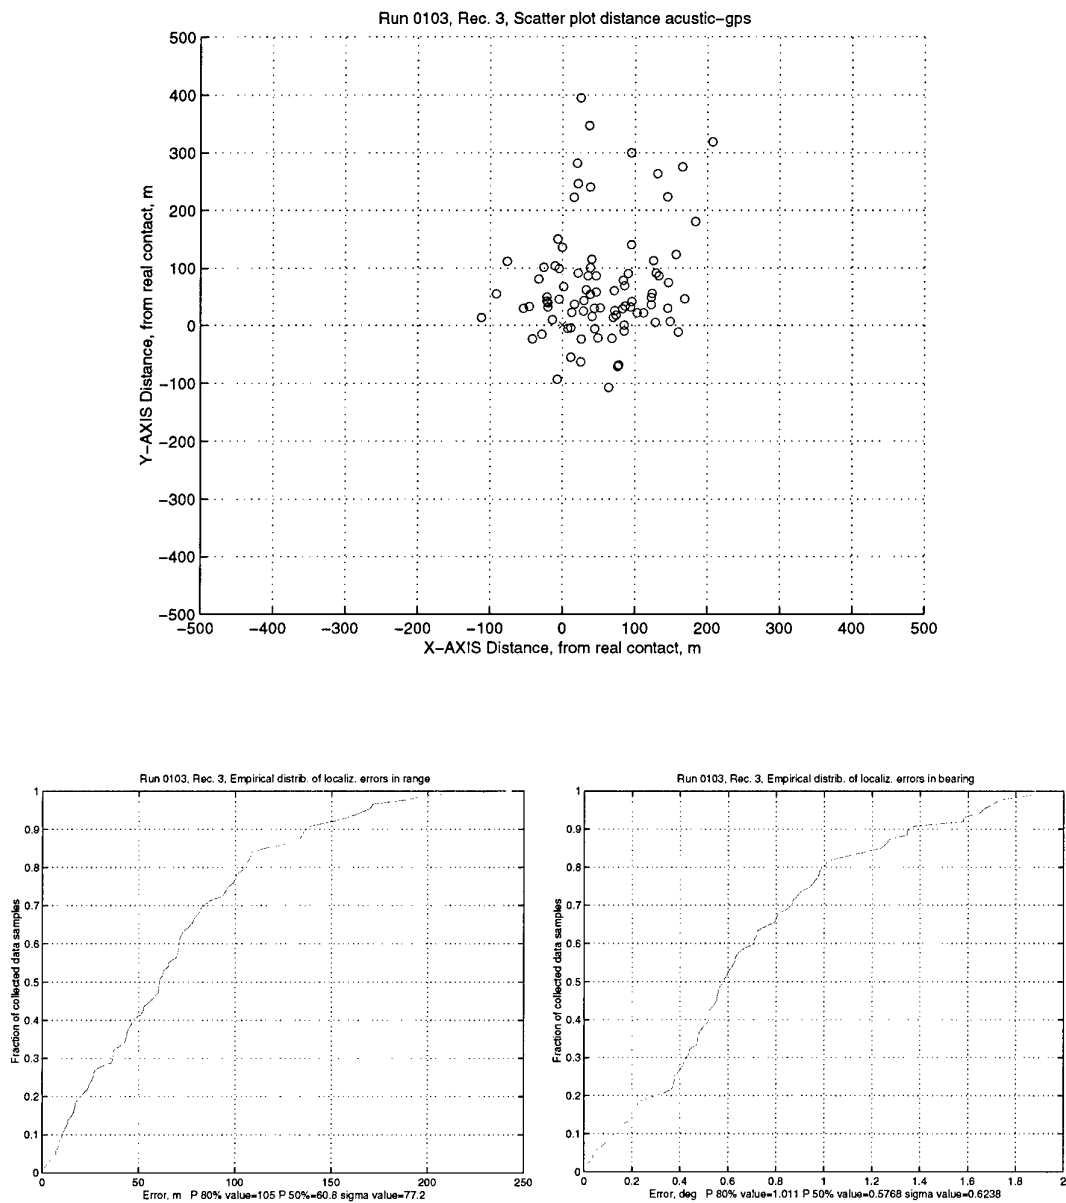 Run 0103, Rec. 3, Scatter plot distance acustic-gps
500
400
300
200
100
0
-100
-200
-300
-400
-500
Y-AXIS Distance, from real contact, m
-500 -400 -300 -200 -100 0 100 200 300 400 500
X-AXIS Distance, from real contact, m
Run 0103, Rec. 3, Empirical distrib. of localiz. errors in range
1
0.9
0.8
0.7
0.6
0.5
0.4
0.3
0.2
0.1
0
Fraction of collected data samples
0 50 100 150 200 250
Error, m P 80% value=105 P 50%=60.8 sigma value=77.2
Run 0103, Rec. 3, Empirical distrib. of localiz. errors in bearing
1
0.9
0.8
0.7
0.6
0.5
0.4
0.3
0.2
0.1
0
Fraction of collected data samples
0 0.2 0.4 0.6 0.8 1 1.2 1.4 1.6 1.8 2
Error, deg P 80% value=1.011 P 50% value=0.5768 sigma value=0.6238